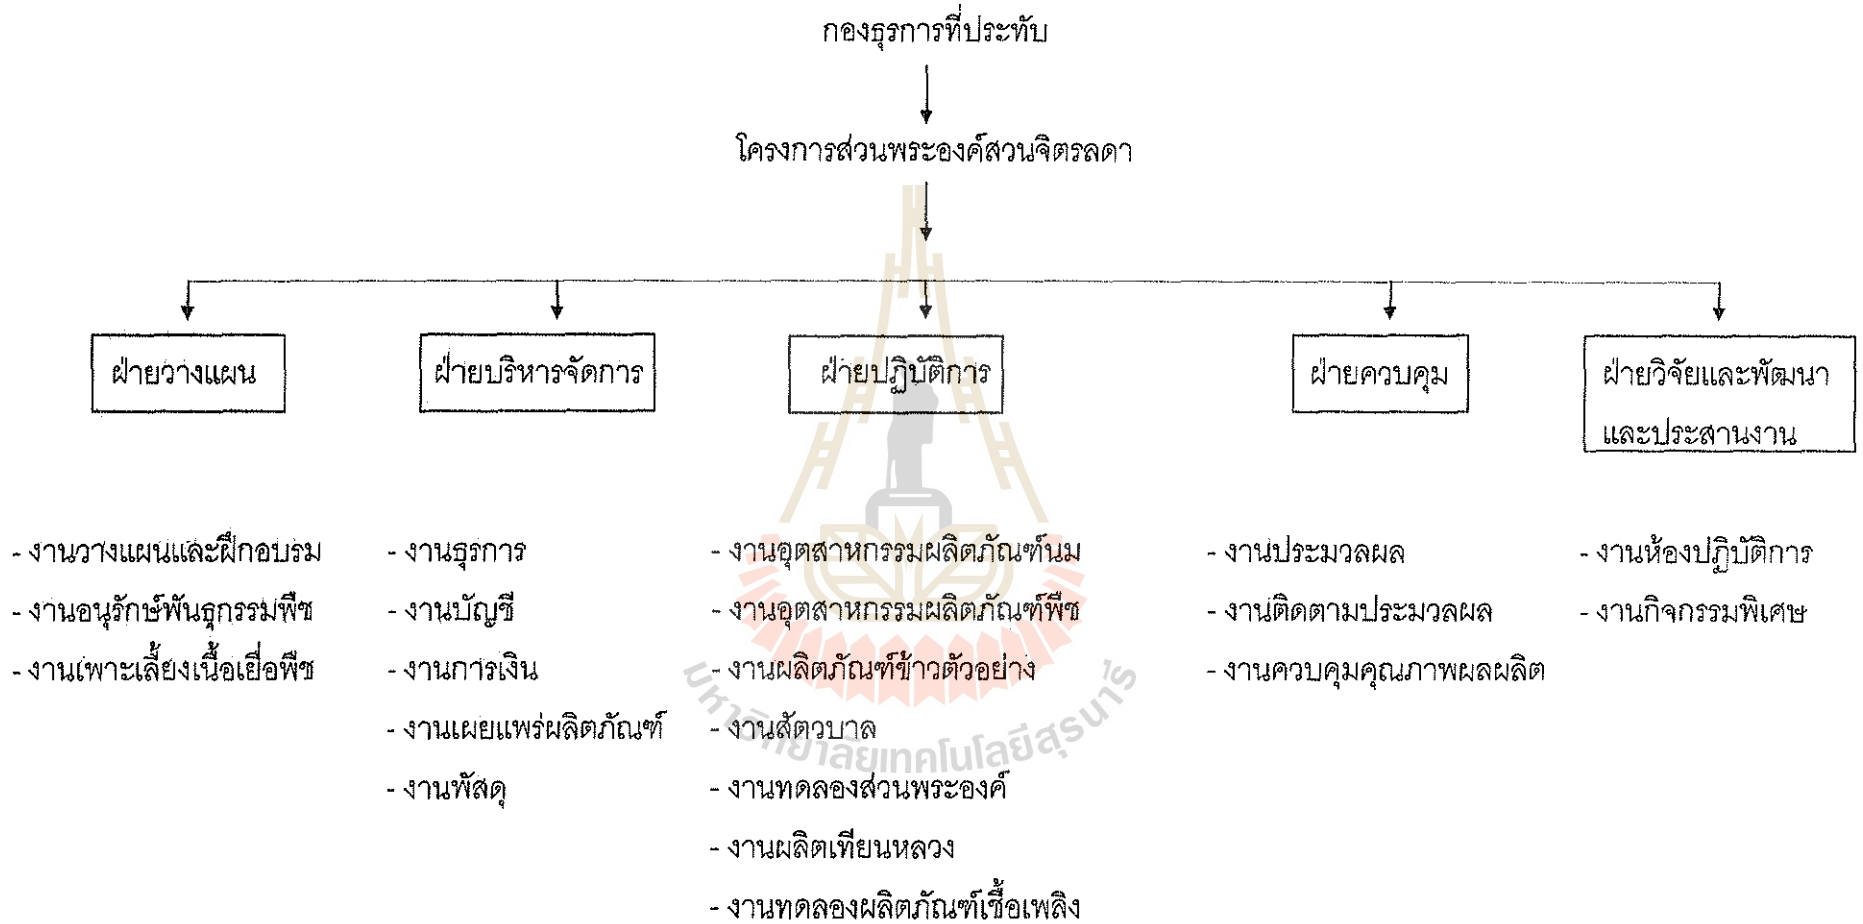 กองธุรการที่ประทับ
โครงการส่วนพระองค์สวนจิตรลดา
ฝ่ายวางแผน
- งานวางแผนและฝึกอบรม
- งานอนุรักษ์พันธุกรรมพืช
- งานเพาะเลี้ยงเนื้อเยื่อพืช
ฝ่ายบริหารจัดการ
- งานธุรการ
- งานบัญชี
- งานการเงิน
- งานเผยแพร่ผลิตภัณฑ์
- งานพัสดุ
ฝ่ายปฏิบัติการ
- งานอุตสาหกรรมผลิตภัณฑ์นม
- งานอุตสาหกรรมผลิตภัณฑ์พืช
- งานผลิตภัณฑ์ข้าวตัวอย่าง
- งานสัตวบาล
- งานทดลองส่วนพระองค์
- งานผลิตเทียนหลวง
- งานทดลองผลิตภัณฑ์เชื้อเพลิง
ฝ่ายควบคุม
- งานประมวลผล
- งานติดตามประมวลผล
- งานควบคุมคุณภาพผลผลิต
ฝ่ายวิจัยและพัฒนา
และประสานงาน
- งานห้องปฏิบัติการ
- งานกิจกรรมพิเศษ
มหาวิทยาลัยเทคโนโลยีสุรนารี